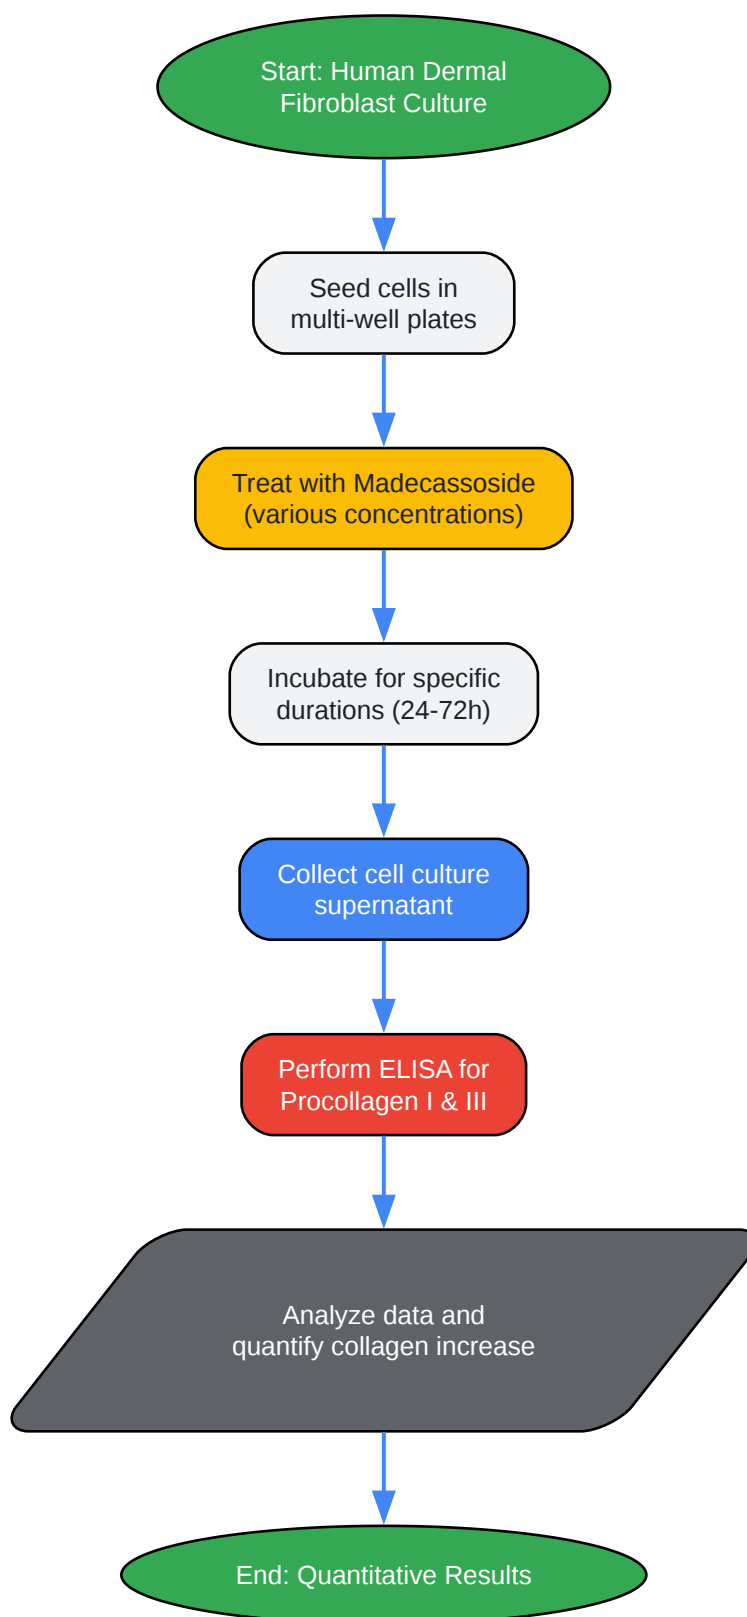 Start: Human Dermal
Fibroblast Culture
Seed cells in
multi-well plates
Treat with Madecassoside
(various concentrations)
Incubate for specific
durations (24-72h)
Collect cell culture
supernatant
Perform ELISA for
Procollagen I & III
Analyze data and
quantify collagen increase
End: Quantitative Results